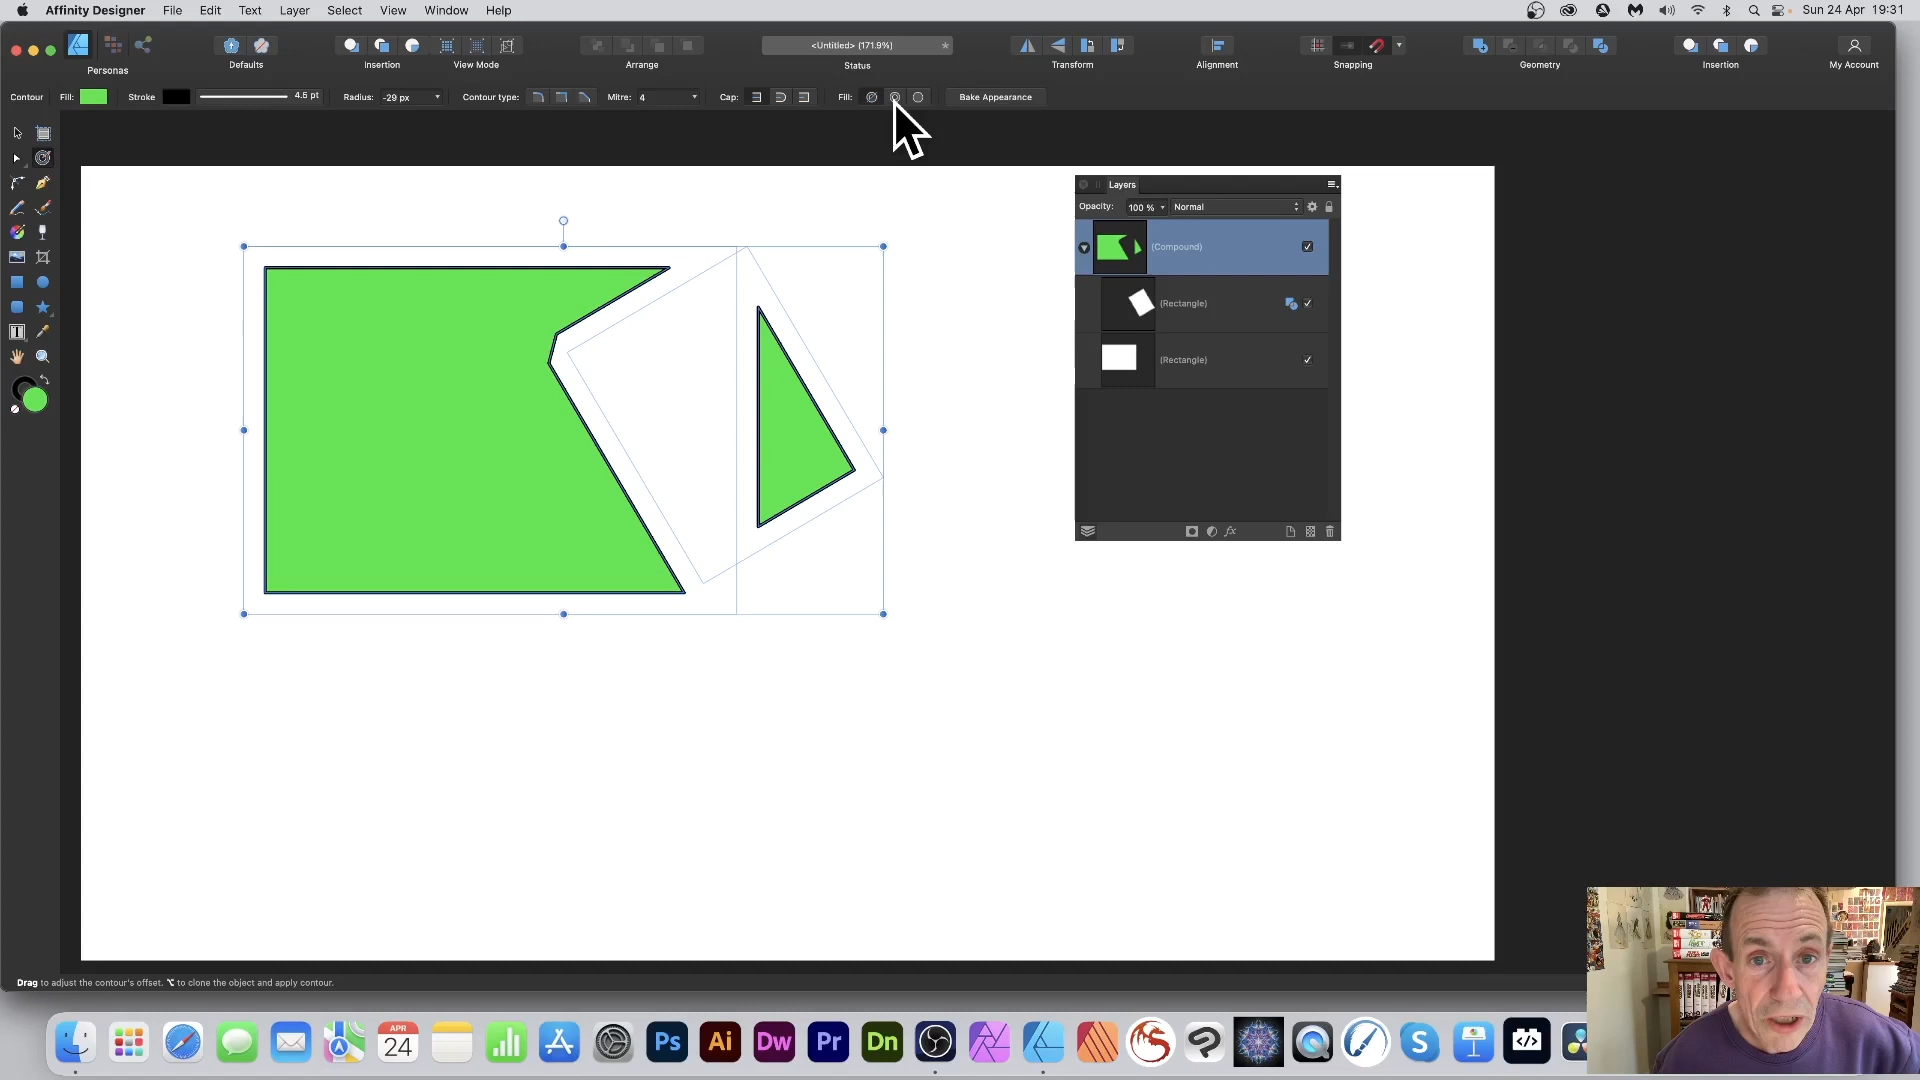 Affinity Designer File Edit Text Layer Select View Window Help Sun 24 Apr 19:31
<Untitled> (171.9%) *
Personas Defaults Insertion View Mode Arrange Status Transform Alignment Snapping Geometry Insertion My Account
Contour Fill: Stroke 4.5 pt Radius: -29 px Contour type: Mitre: 4 Cap: Fill: Bake Appearance
Layers
Opacity: 100 % Normal
(Compound)
(Rectangle)
(Rectangle)
Drag to adjust the contour's offset. ⌥ to clone the object and apply contour.
APR
24
Ps Ai Dw Pr Dn